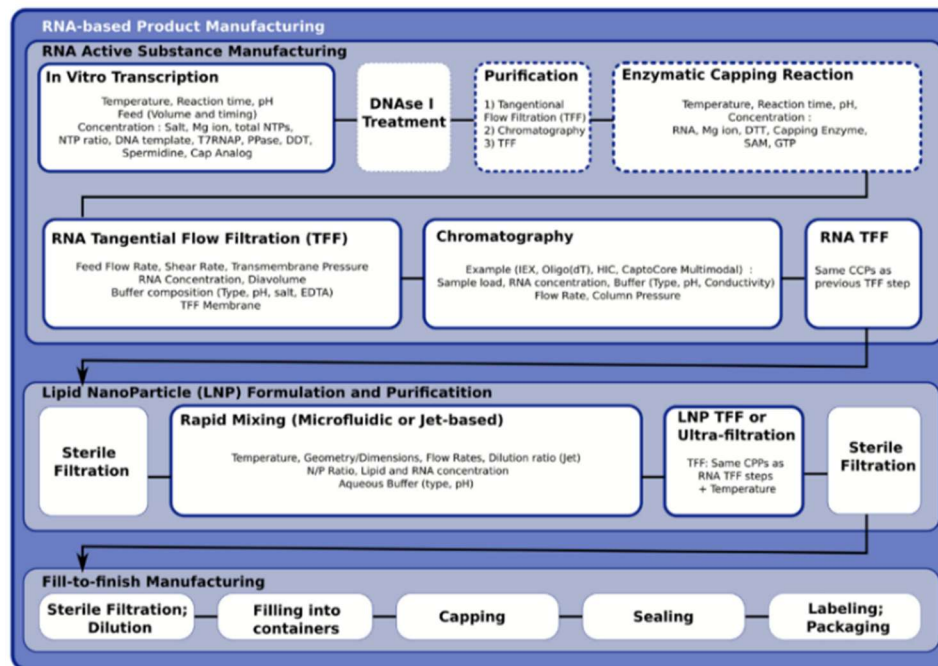 RNA-based Product Manufacturing
RNA Active Substance Manufacturing
In Vitro Transcription
Temperature, Reaction time, pH
Feed (Volume and timing)
Concentration : Salt, Mg ion, total NTPs,
NTP ratio, DNA template, T7RNAP, PPase, DDT,
Spermidine, Cap Analog
DNAse I
Treatment
Purification
1) Tangentional
Flow Filtration (TFF)
2) Chromatography
3) TFF
Enzymatic Capping Reaction
Temperature, Reaction time, pH,
Concentration :
RNA, Mg ion, DTT, Capping Enzyme,
SAM, GTP
RNA Tangential Flow Filtration (TFF)
Feed Flow Rate, Shear Rate, Transmembrane Pressure
RNA Concentration, Diavolume
Buffer composition (Type, pH, salt, EDTA)
TFF Membrane
Chromatography
Example (IEX, Oligo(dT), HIC, CaptoCore Multimodal) :
Sample load, RNA concentration, Buffer (Type, pH, Conductivity)
Flow Rate, Column Pressure
RNA TFF
Same CCPs as
previous TFF step
Lipid NanoParticle (LNP) Formulation and Purificatition
Sterile
Filtration
Rapid Mixing (Microfluidic or Jet-based)
Temperature, Geometry/Dimensions, Flow Rates, Dilution ratio (Jet)
N/P Ratio, Lipid and RNA concentration
Aqueous Buffer (type, pH)
LNP TFF or
Ultra-filtration
TFF: Same CPPs as
RNA TFF steps
+ Temperature
Sterile
Filtration
Fill-to-finish Manufacturing
Sterile Filtration;
Dilution
Filling into
containers
Capping
Sealing
Labeling;
Packaging